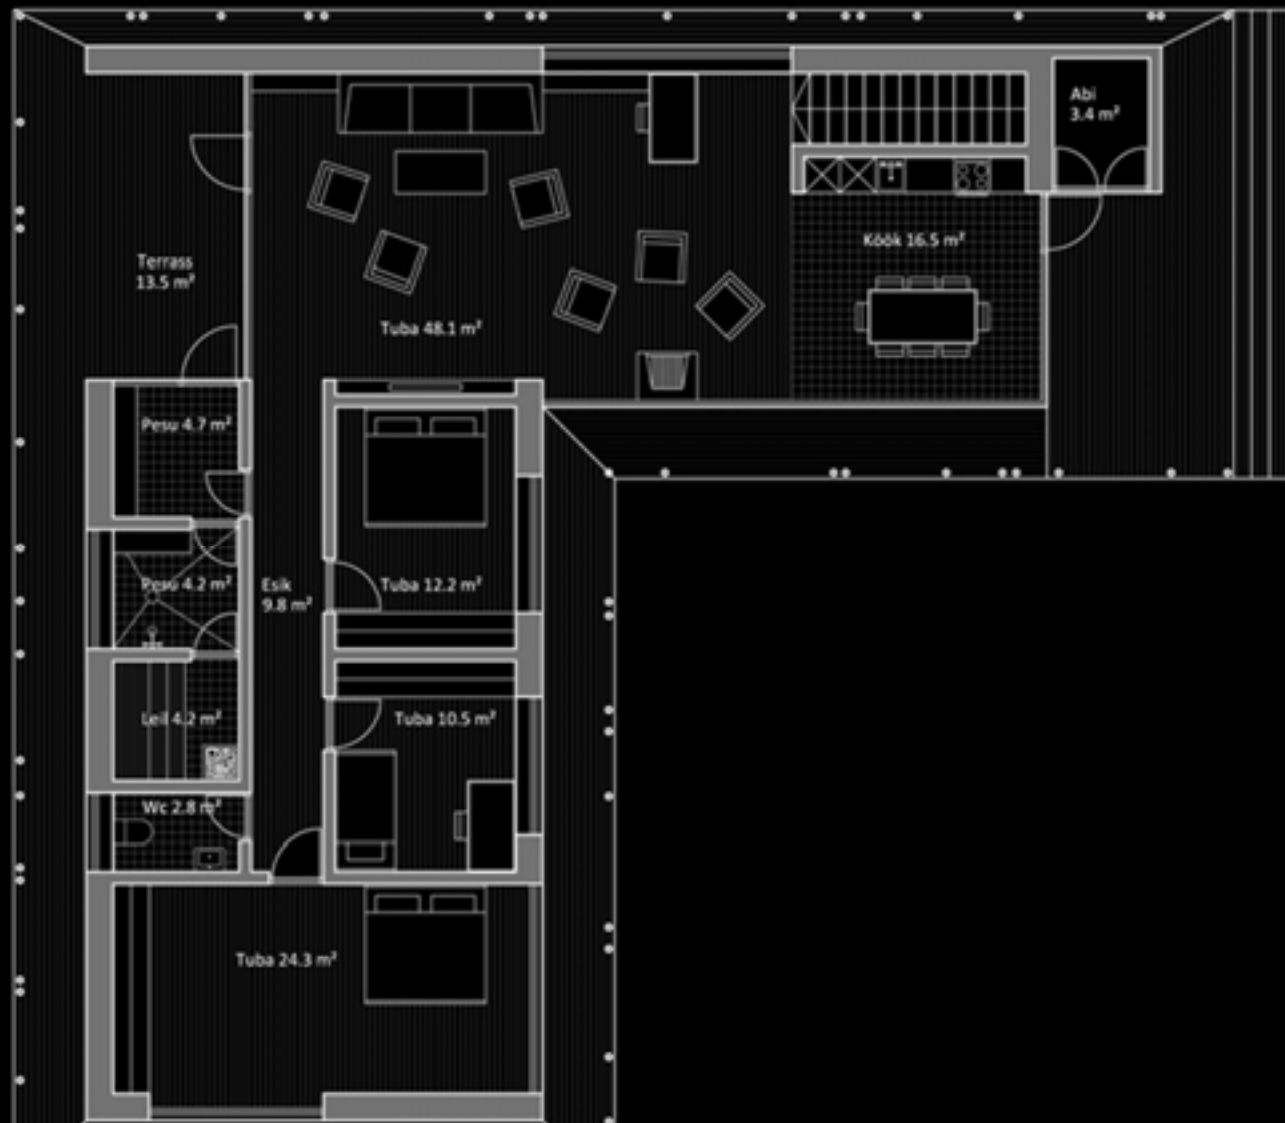 Abi
3.4 m²
Köök 16.5 m²
Terrass
13.5 m²
Tuba 48.1 m²
Pesu 4.7 m²
Pesu 4.2 m²
Esik
9.8 m²
Tuba 12.2 m²
Leil 4.2 m²
Tuba 10.5 m²
Wc 2.8 m²
Tuba 24.3 m²